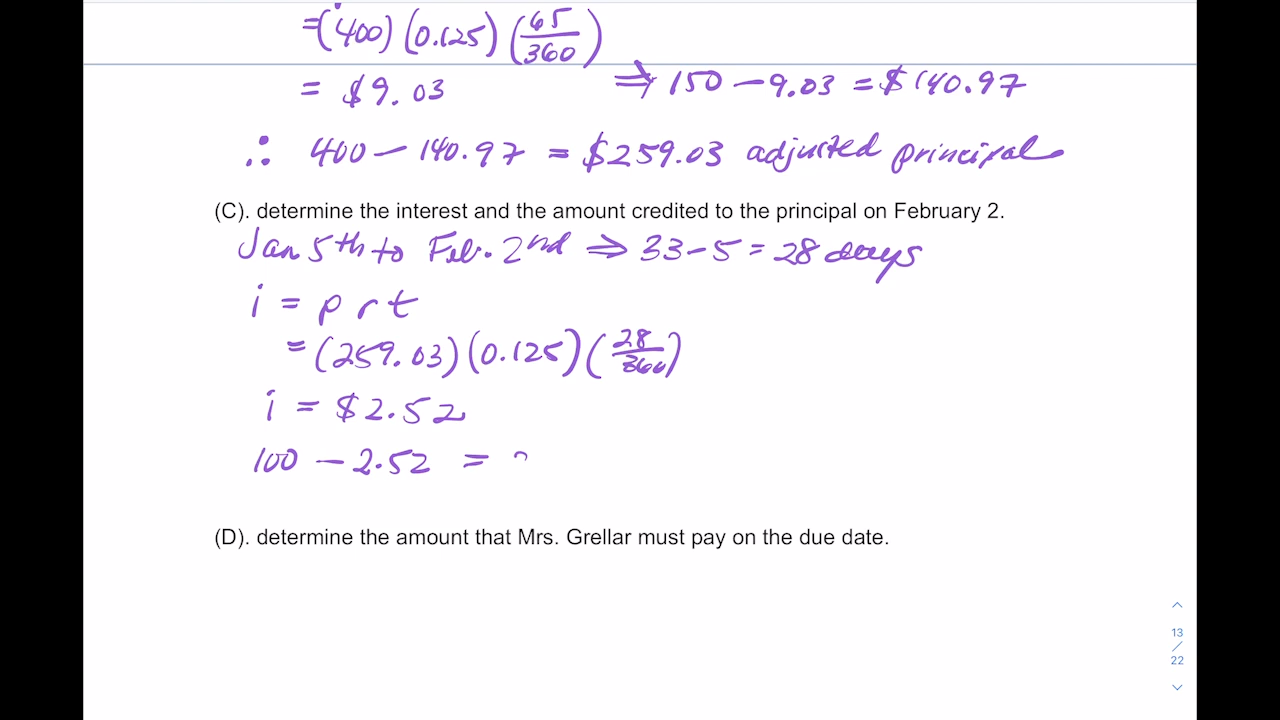 =(400)(0.125)(65/360)
= $9.03 ⇒ 150 - 9.03 = $140.97
∴ 400 - 140.97 = $259.03 adjusted principal
(C). determine the interest and the amount credited to the principal on February 2.
Jan 5th to Feb. 2nd ⇒ 33-5 = 28 days
i = p r t
= (259.03)(0.125)(28/360)
i = $2.52
100 - 2.52 =
(D). determine the amount that Mrs. Grellar must pay on the due date.
13
/
22